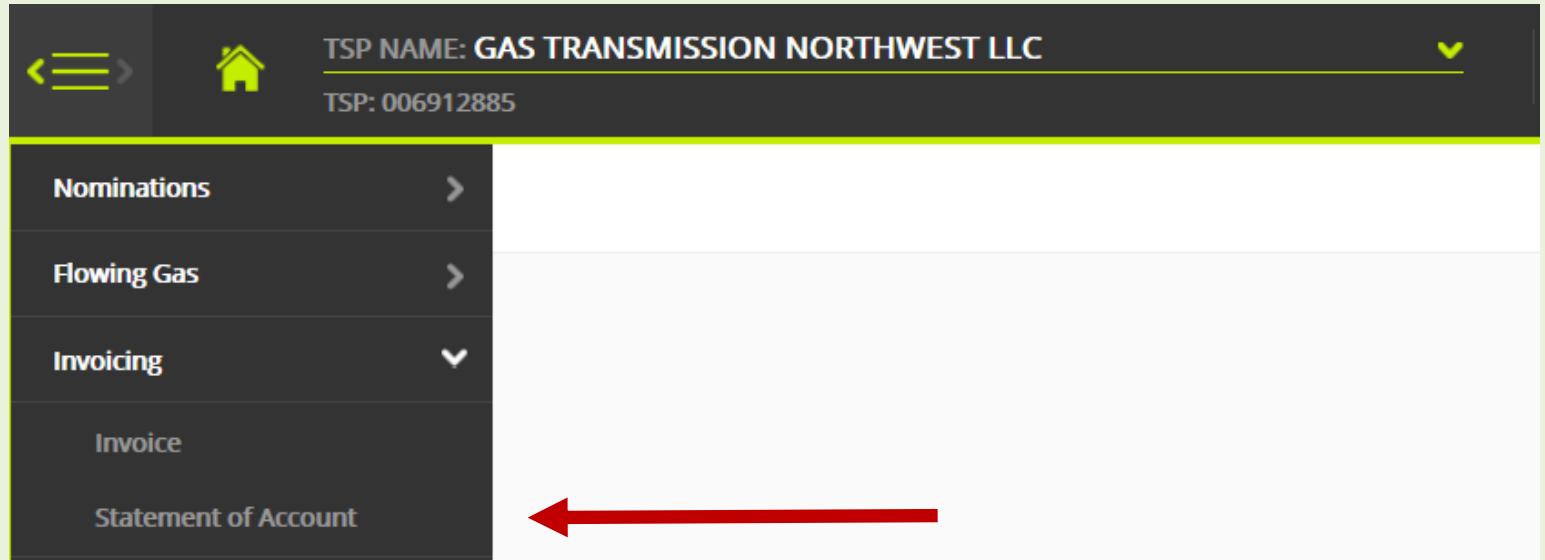 TSP NAME: GAS TRANSMISSION NORTHWEST LLC
TSP: 006912885
Nominations
Flowing Gas
Invoicing
Invoice
Statement of Account